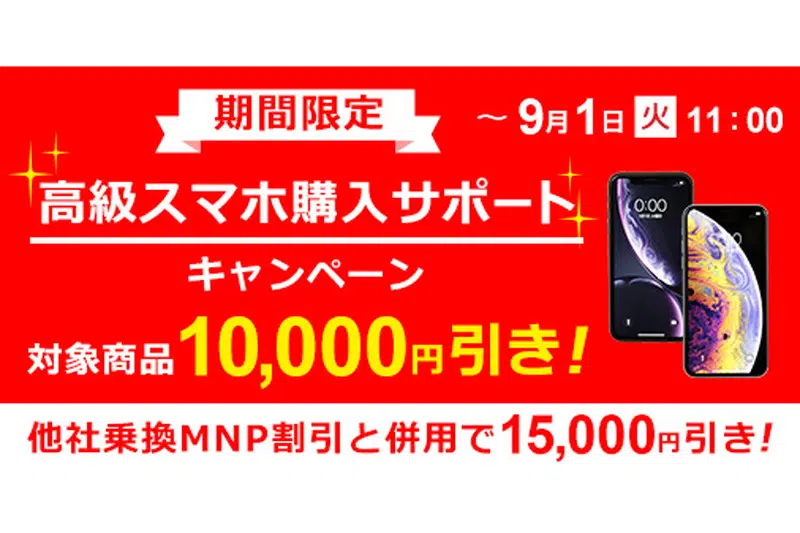 期間限定
～9月1日 火 11：00
高級スマホ購入サポート
キャンペーン
0:00
対象商品10,000円引き！
他社乗換MNP割引と併用で15,000円引き！